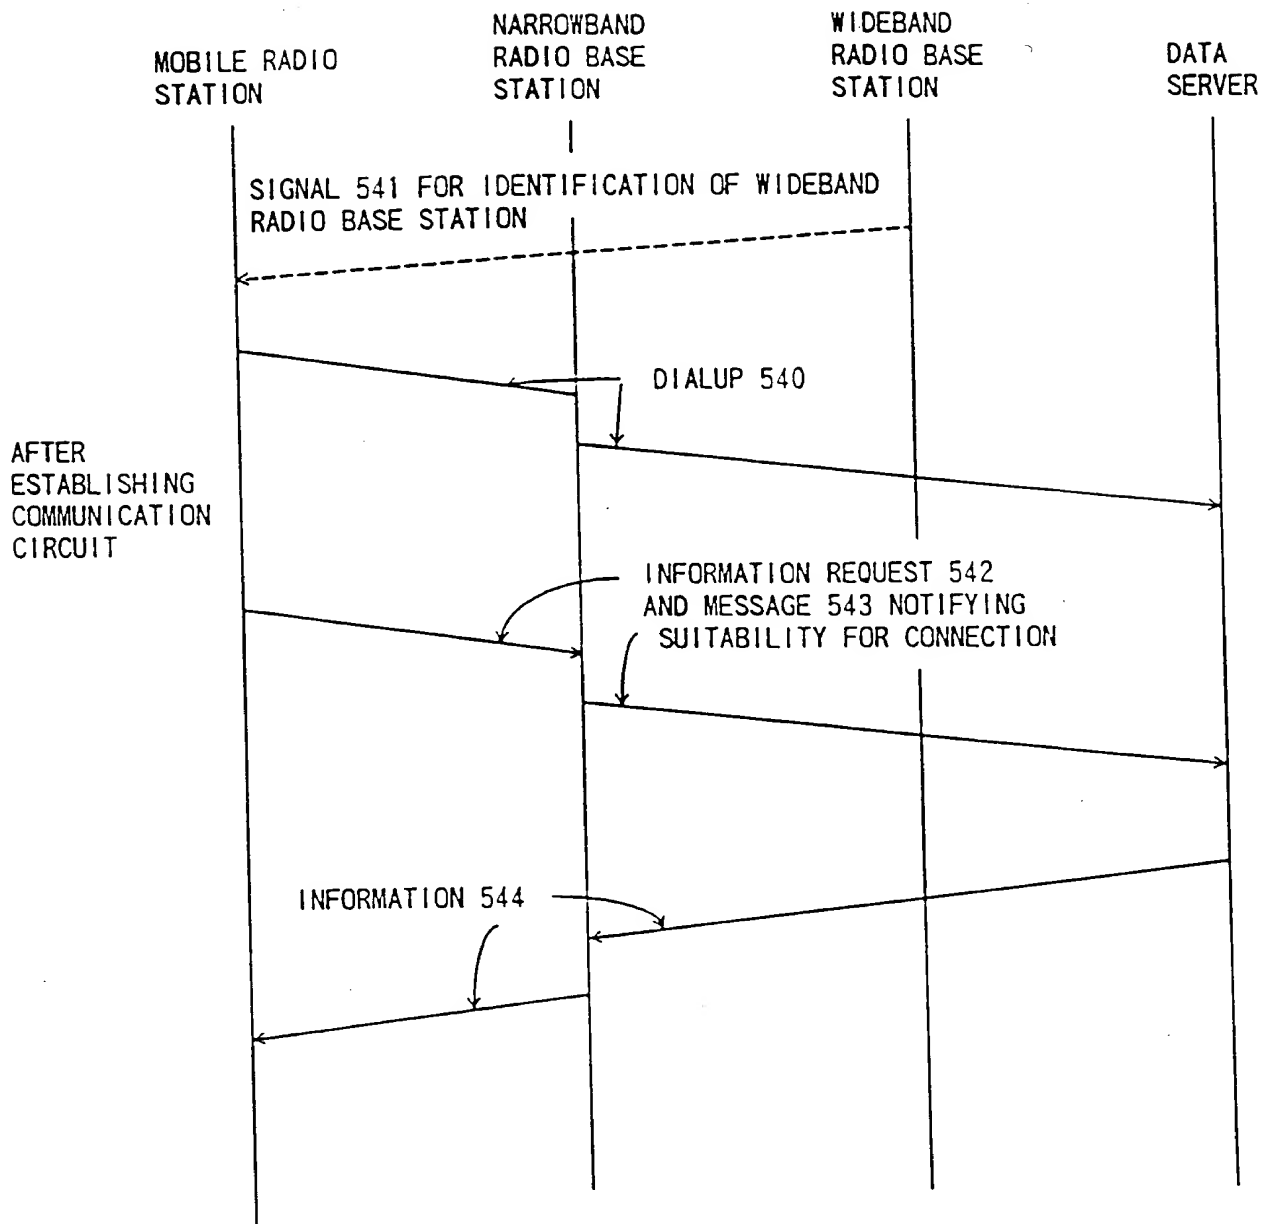 MOBILE RADIO
STATION
NARROWBAND
RADIO BASE
STATION
WIDEBAND
RADIO BASE
STATION
DATA
SERVER
SIGNAL 541 FOR IDENTIFICATION OF WIDEBAND
RADIO BASE STATION
DIALUP 540
AFTER
ESTABLISHING
COMMUNICATION
CIRCUIT
INFORMATION REQUEST 542
AND MESSAGE 543 NOTIFYING
SUITABILITY FOR CONNECTION
INFORMATION 544